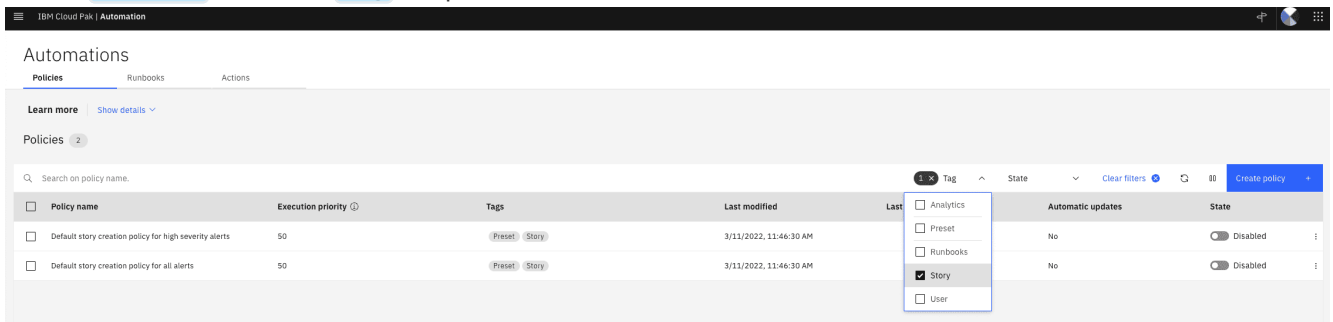 IBM Cloud Pak | Automation
Automations
Policies Runbooks Actions
Learn more Show details
Policies 2
Search on policy name. 1 × Tag State Clear filters Create policy +
Policy name Execution priority Tags Last modified Last Automatic updates State
Analytics
Preset
Default story creation policy for high severity alerts 50 Preset Story 3/11/2022, 11:46:30 AM No Disabled
Runbooks
Default story creation policy for all alerts 50 Preset Story 3/11/2022, 11:46:30 AM No Disabled
Story
User